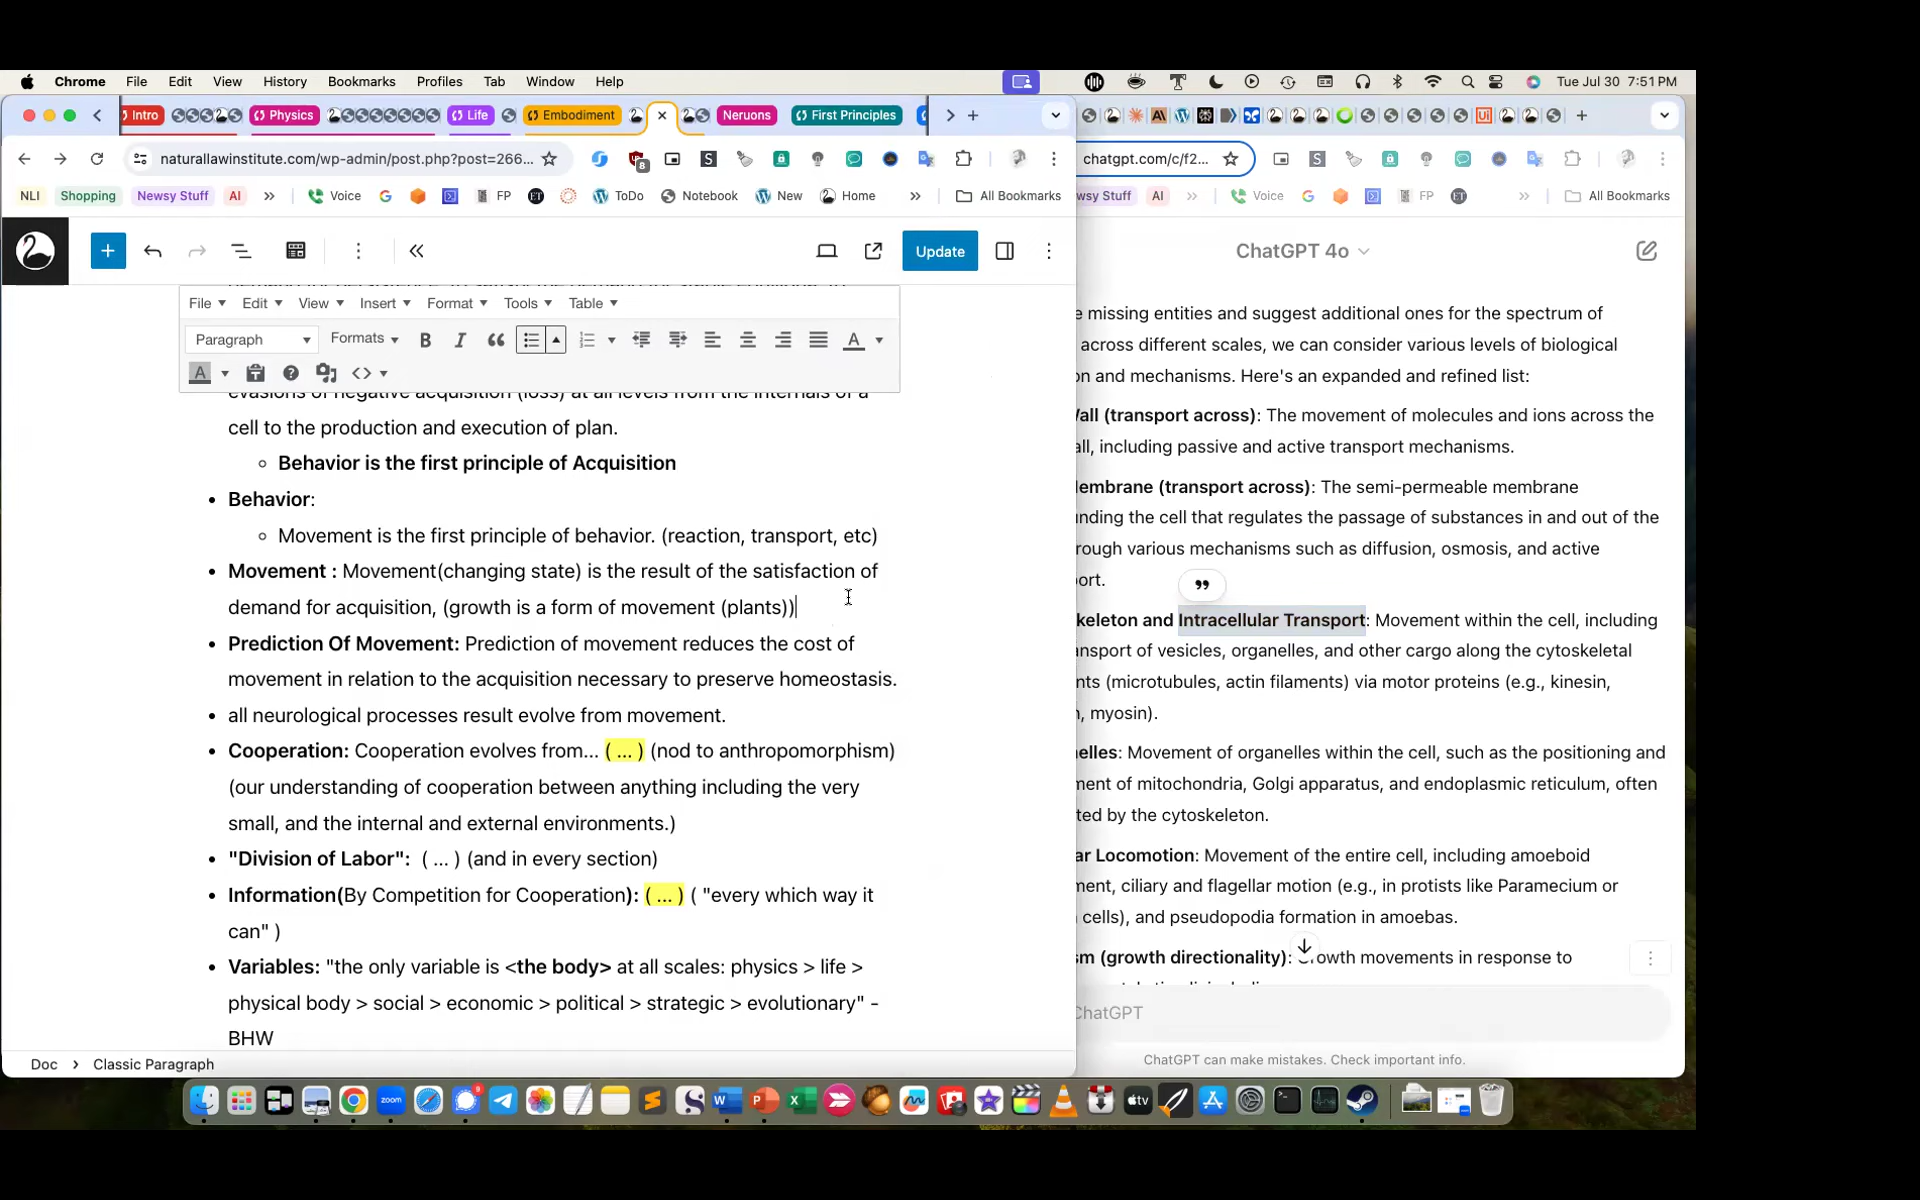 Chrome File Edit View History Bookmarks Profiles Tab Window Help Tue Jul 30 7:51 PM
Intro Physics Life Embodiment Neruons First Principles
naturallawinstitute.com/wp-admin/post.php?post=266...
NLI Shopping Newsy Stuff AI » Voice FP ToDo Notebook New Home » All Bookmarks
Update
File Edit View Insert Format Tools Table
Paragraph Formats B I A
A
cell to the production and execution of plan.
Behavior is the first principle of Acquisition
Behavior:
Movement is the first principle of behavior. (reaction, transport, etc)
Movement : Movement(changing state) is the result of the satisfaction of
demand for acquisition, (growth is a form of movement (plants))
Prediction Of Movement: Prediction of movement reduces the cost of
movement in relation to the acquisition necessary to preserve homeostasis.
all neurological processes result evolve from movement.
Cooperation: Cooperation evolves from... ( ... ) (nod to anthropomorphism)
(our understanding of cooperation between anything including the very
small, and the internal and external environments.)
"Division of Labor": ( ... ) (and in every section)
Information(By Competition for Cooperation): ( ... ) ( "every which way it
can" )
Variables: "the only variable is <the body> at all scales: physics > life >
physical body > social > economic > political > strategic > evolutionary" -
BHW
Doc > Classic Paragraph
chatgpt.com/c/f2...
wsy Stuff AI » Voice FP » All Bookmarks
ChatGPT 4o
e missing entities and suggest additional ones for the spectrum of
across different scales, we can consider various levels of biological
on and mechanisms. Here's an expanded and refined list:
Wall (transport across): The movement of molecules and ions across the
all, including passive and active transport mechanisms.
Membrane (transport across): The semi-permeable membrane
unding the cell that regulates the passage of substances in and out of the
hrough various mechanisms such as diffusion, osmosis, and active
port.
skeleton and Intracellular Transport: Movement within the cell, including
ansport of vesicles, organelles, and other cargo along the cytoskeletal
nts (microtubules, actin filaments) via motor proteins (e.g., kinesin,
n, myosin).
nelles: Movement of organelles within the cell, such as the positioning and
ment of mitochondria, Golgi apparatus, and endoplasmic reticulum, often
ted by the cytoskeleton.
ar Locomotion: Movement of the entire cell, including amoeboid
ment, ciliary and flagellar motion (e.g., in protists like Paramecium or
cells), and pseudopodia formation in amoebas.
sm (growth directionality): Growth movements in response to
ChatGPT
ChatGPT can make mistakes. Check important info.
zoom
tv